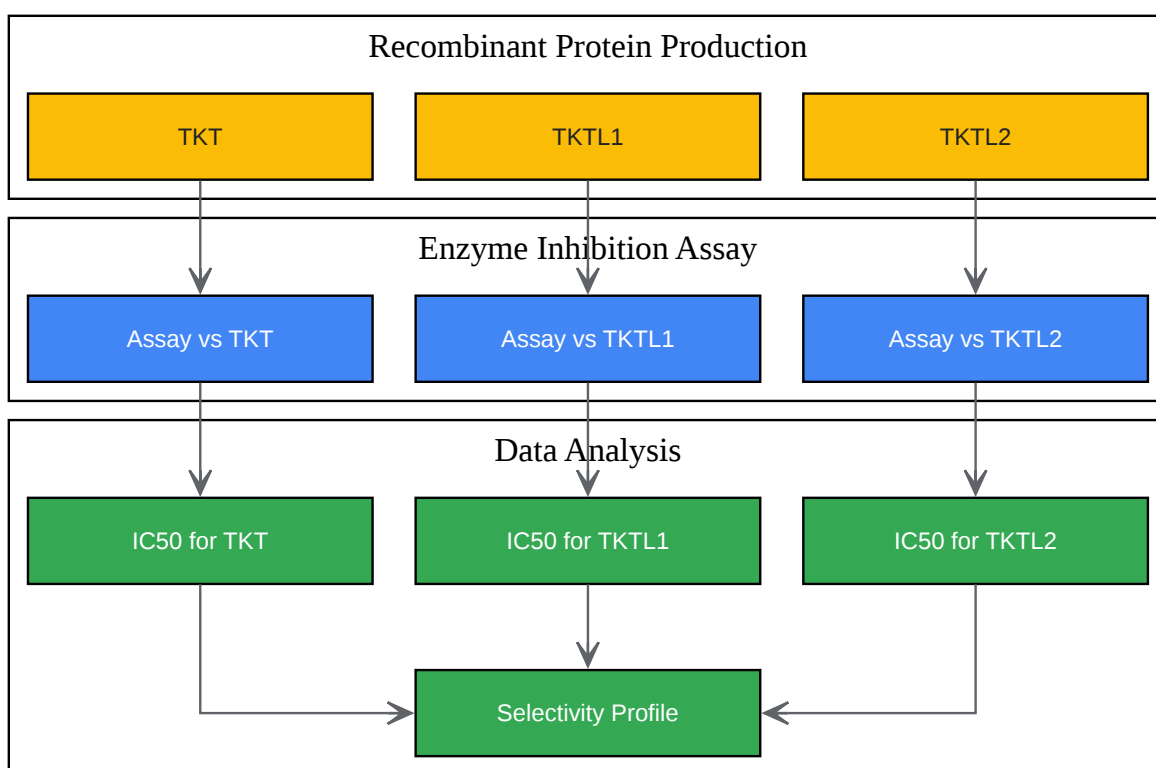 Recombinant Protein Production
TKT
TKTL1
TKTL2
Enzyme Inhibition Assay
Assay vs TKT
Assay vs TKTL1
Assay vs TKTL2
Data Analysis
IC50 for TKT
IC50 for TKTL1
IC50 for TKTL2
Selectivity Profile